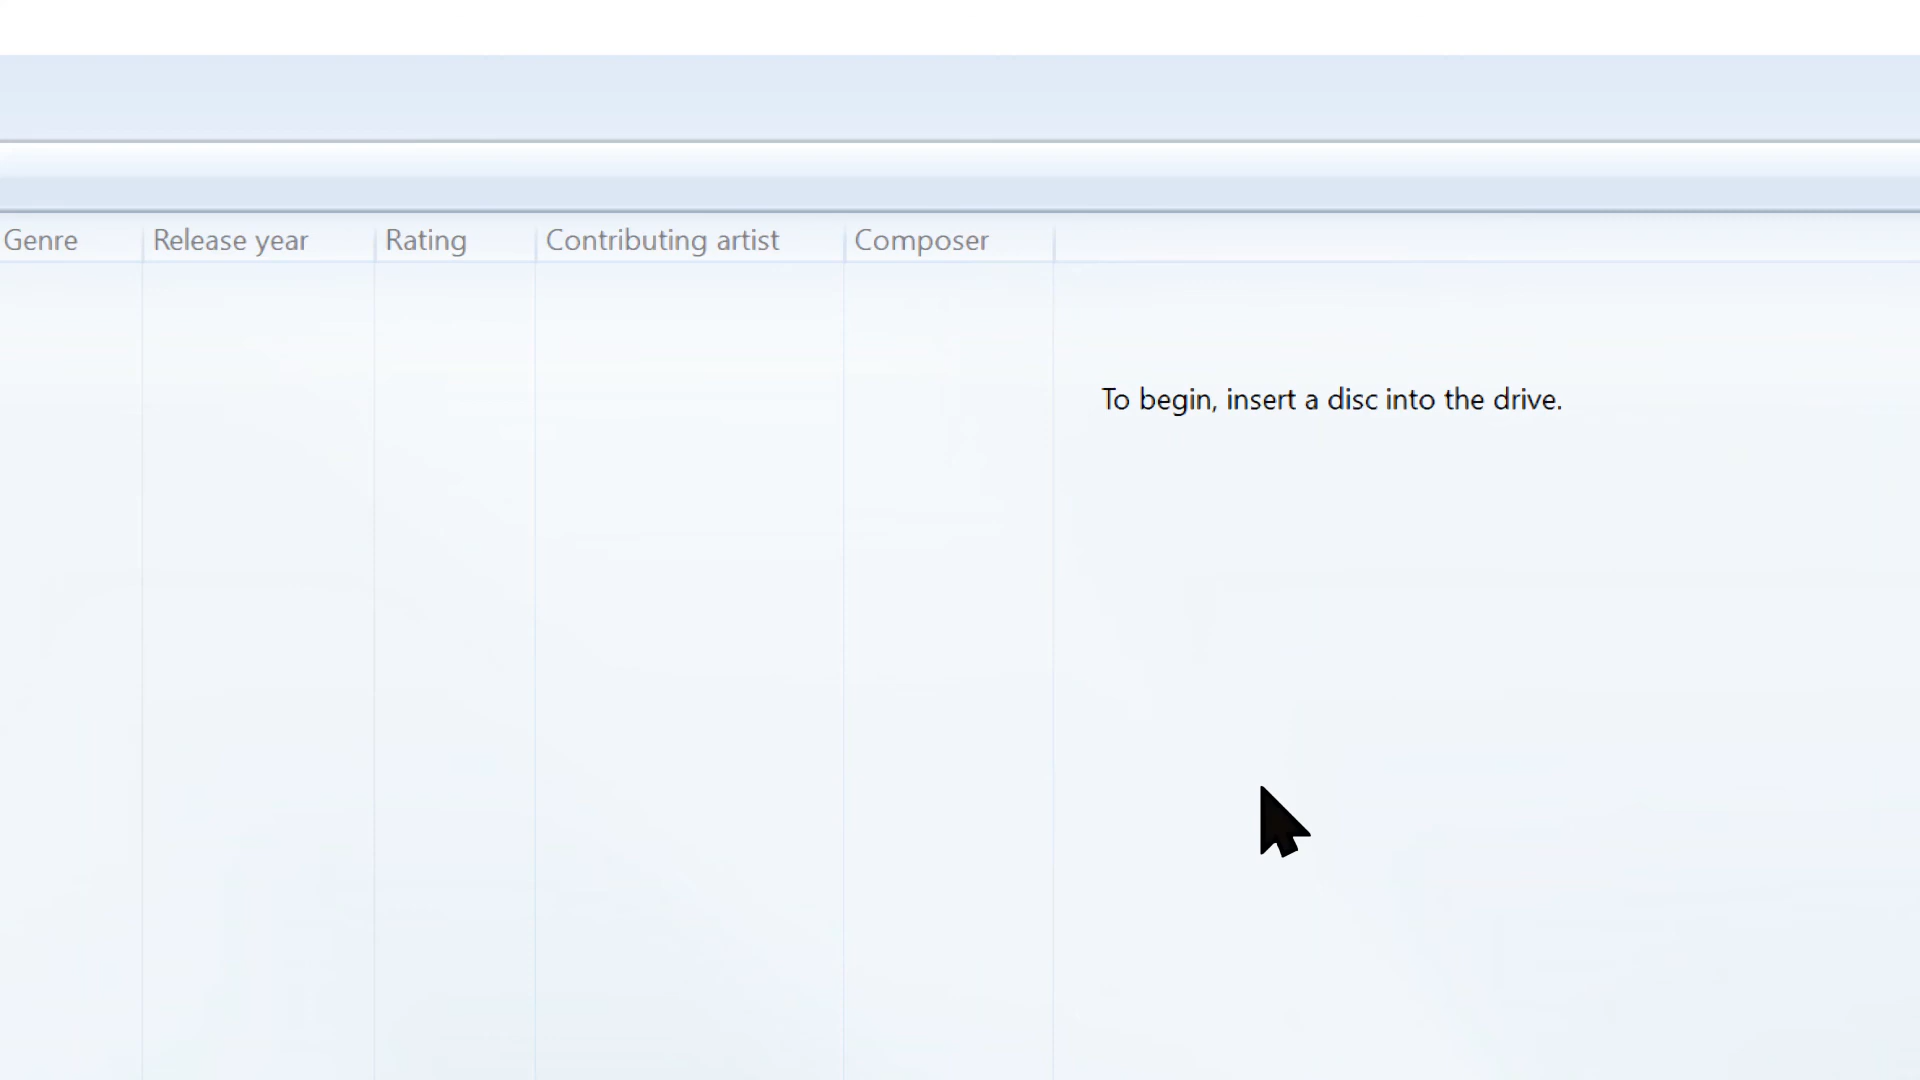 Genre Release year Rating Contributing artist Composer
To begin, insert a disc into the drive.